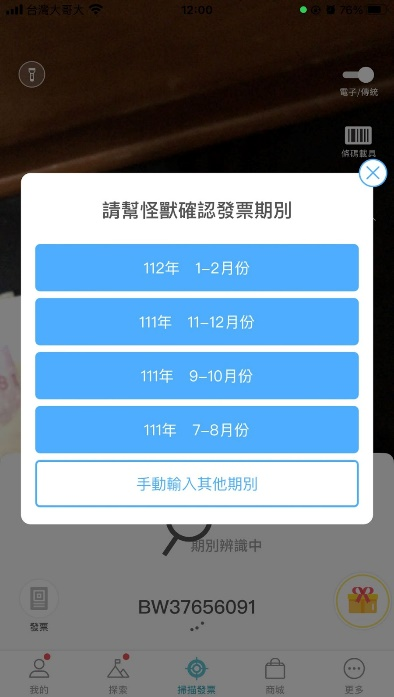 台灣大哥大
12:00
76%
電子/傳統
條碼載具
請幫怪獸確認發票期別
112年 1-2月份
111年 11-12月份
111年 9-10月份
111年 7-8月份
手動輸入其他期別
期別辨識中
BW37656091
發票
我的
探索
掃描發票
商城
更多